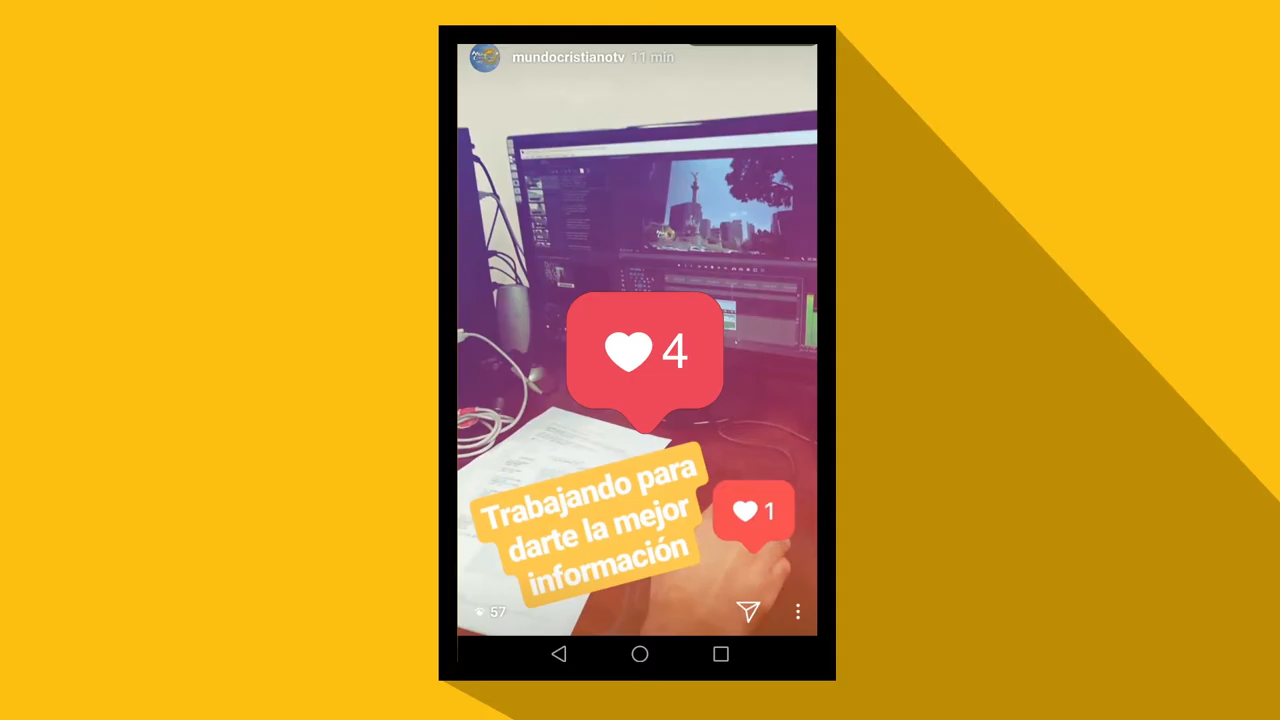 mundocristianotv 11 min
4
Trabajando para
darte la mejor
información
1
57